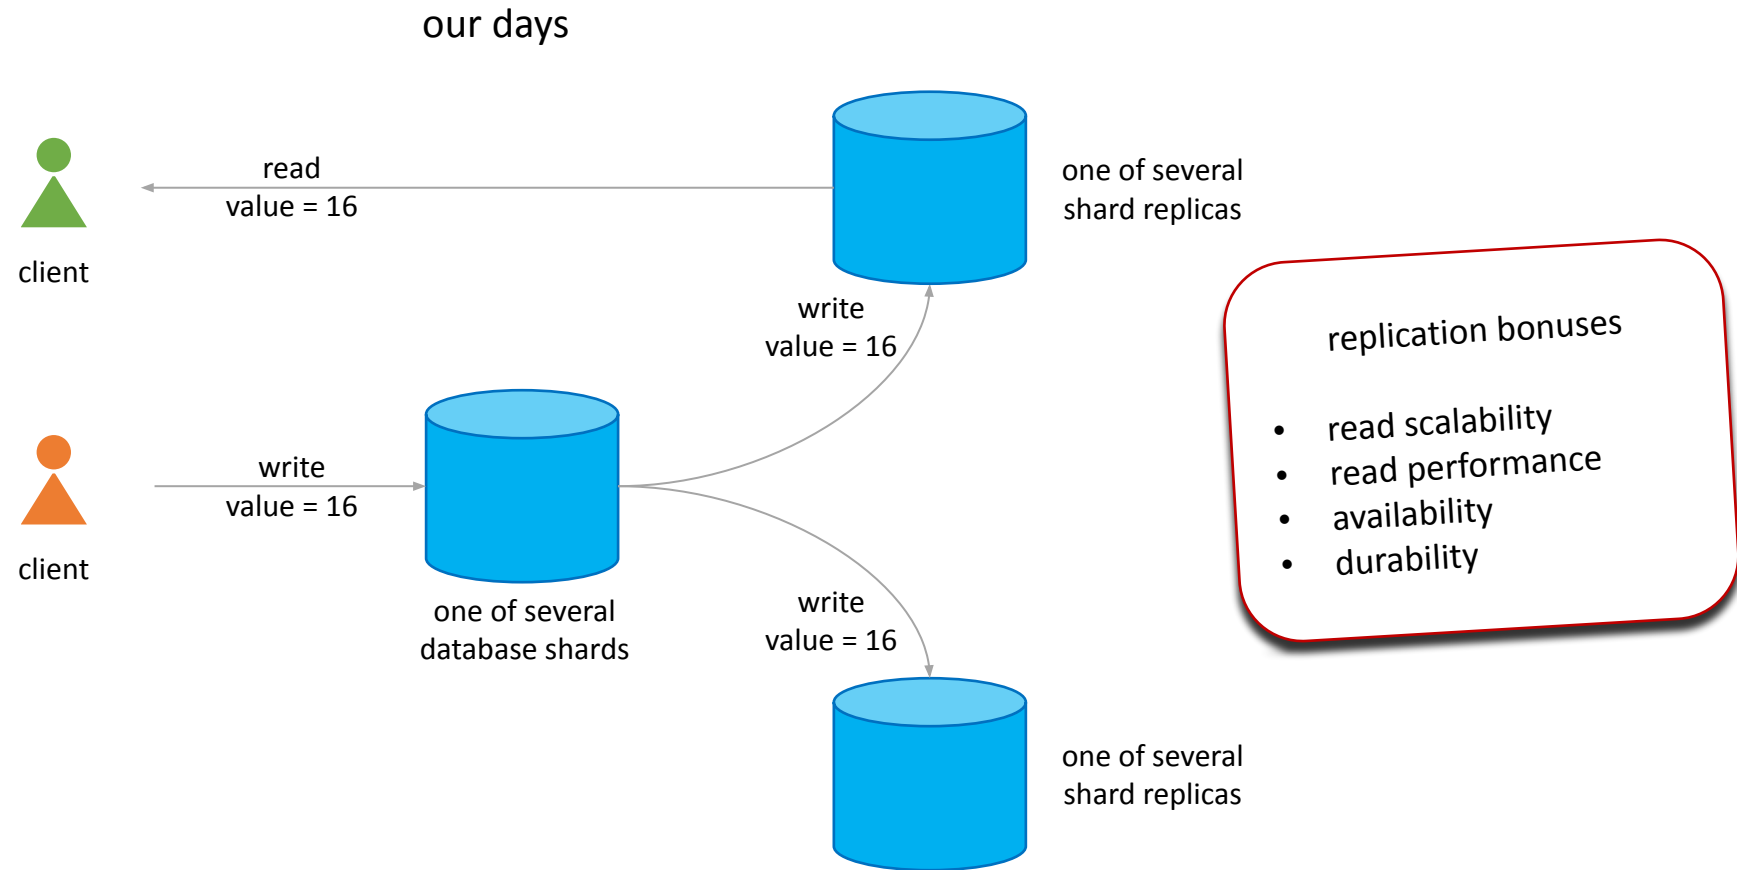 our days
read
value = 16
client
one of several
shard replicas
write
value = 16
write
value = 16
client
one of several
database shards
write
value = 16
one of several
shard replicas
replication bonuses
• read scalability
• read performance
• availability
• durability